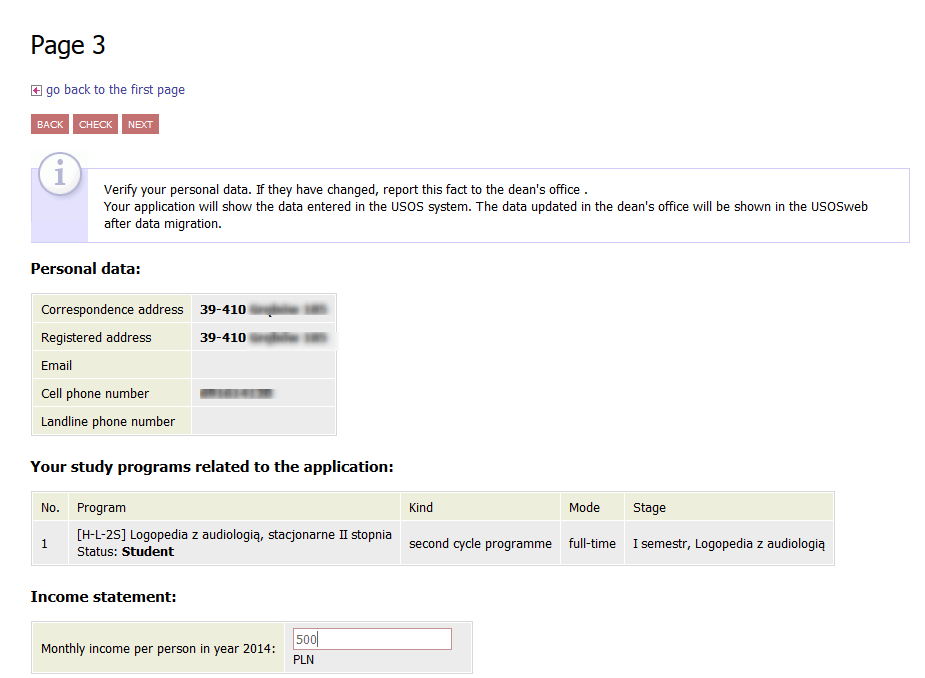 Page 3
go back to the first page
BACK CHECK NEXT
i
Verify your personal data. If they have changed, report this fact to the dean's office .
Your application will show the data entered in the USOS system. The data updated in the dean's office will be shown in the USOSweb
after data migration.
Personal data:
Correspondence address 39-410
Registered address 39-410
Email
Cell phone number
Landline phone number
Your study programs related to the application:
No. Program Kind Mode Stage
1 [H-L-2S] Logopedia z audiologią, stacjonarne II stopnia second cycle programme full-time I semestr, Logopedia z audiologią
Status: Student
Income statement:
Monthly income per person in year 2014: 500
PLN